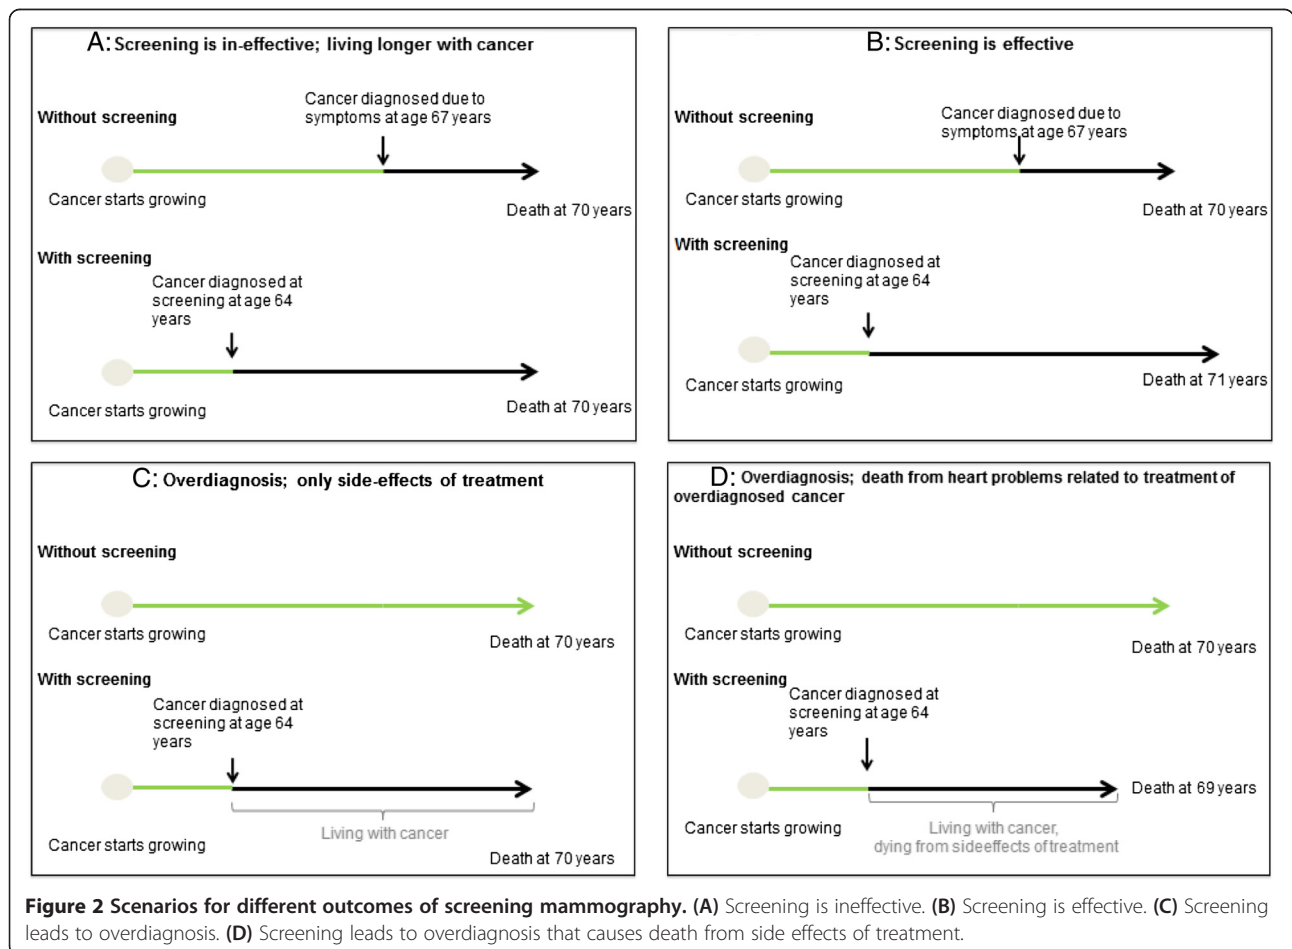 A: Screening is in-effective; living longer with cancer
Without screening
Cancer diagnosed due to
symptoms at age 67 years
Cancer starts growing
Death at 70 years
With screening
Cancer diagnosed at
screening at age 64
years
Cancer starts growing
Death at 70 years
B: Screening is effective
Without screening
Cancer diagnosed due to
symptoms at age 67 years
Cancer starts growing
Death at 70 years
With screening
Cancer diagnosed at
screening at age 64
years
Cancer starts growing
Death at 71 years
C: Overdiagnosis; only side-effects of treatment
Without screening
Cancer starts growing
Death at 70 years
With screening
Cancer diagnosed at
screening at age 64
years
Living with cancer
Cancer starts growing
Death at 70 years
D: Overdiagnosis; death from heart problems related to treatment of
overdiagnosed cancer
Without screening
Cancer starts growing
Death at 70 years
With screening
Cancer diagnosed at
screening at age 64
years
Death at 69 years
Cancer starts growing
Living with cancer,
dying from sideeffects of treatment
Figure 2 Scenarios for different outcomes of screening mammography. (A) Screening is ineffective. (B) Screening is effective. (C) Screening
leads to overdiagnosis. (D) Screening leads to overdiagnosis that causes death from side effects of treatment.